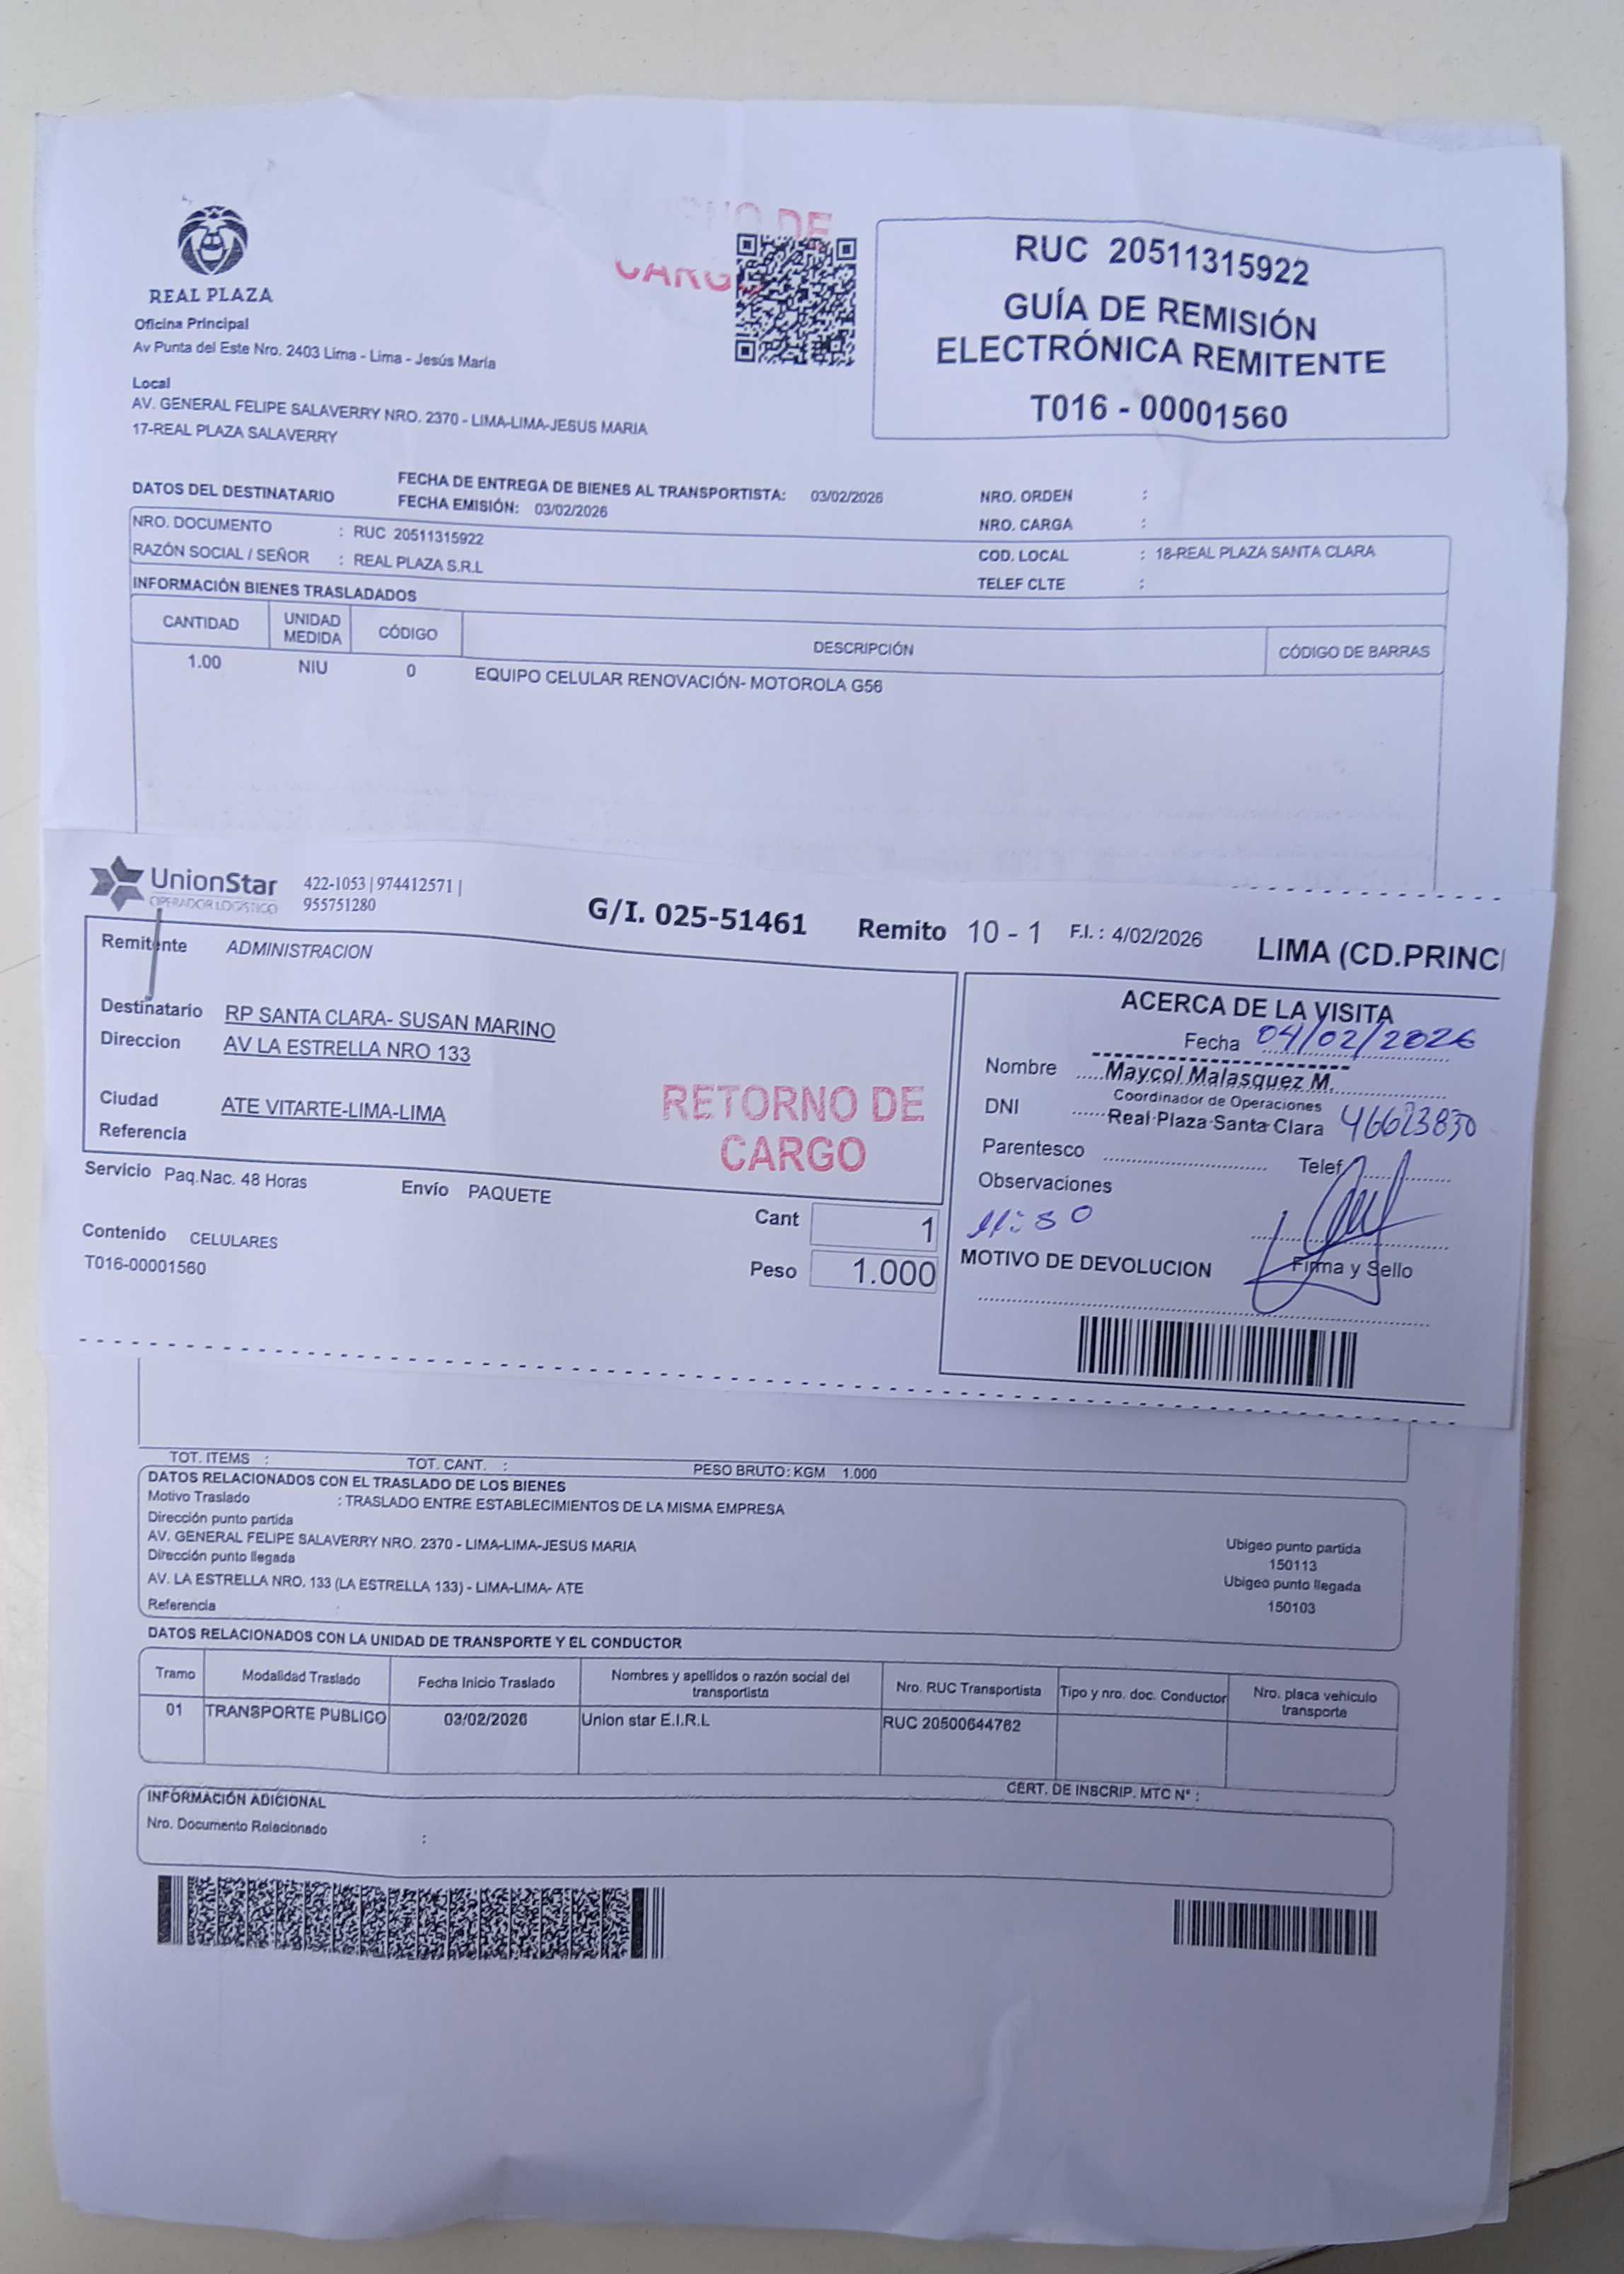 REAL PLAZA
Oficina Principal
Av Punta del Este Nro. 2403 Lima - Lima - Jesús María
Local
AV. GENERAL FELIPE SALAVERRY NRO. 2370 - LIMA-LIMA-JESUS MARIA
17-REAL PLAZA SALAVERRY
DE
CARGO
RUC 20511315922
GUÍA DE REMISIÓN
ELECTRÓNICA REMITENTE
T016 - 00001560
DATOS DEL DESTINATARIO
FECHA DE ENTREGA DE BIENES AL TRANSPORTISTA: 03/02/2026
FECHA EMISIÓN: 03/02/2026
NRO. ORDEN :
NRO. CARGA :
NRO. DOCUMENTO : RUC 20511315922
RAZÓN SOCIAL / SEÑOR : REAL PLAZA S.R.L
COD. LOCAL : 18-REAL PLAZA SANTA CLARA
TELEF CLTE :
INFORMACIÓN BIENES TRASLADADOS
CANTIDAD UNIDAD MEDIDA CÓDIGO DESCRIPCIÓN CÓDIGO DE BARRAS
1.00 NIU 0 EQUIPO CELULAR RENOVACIÓN- MOTOROLA G56
UnionStar
OPERADOR LOGÍSTICO
422-1053 | 974412571 |
955751280
G/I. 025-51461 Remito 10 - 1 F.I. : 4/02/2026 LIMA (CD.PRINCI
Remitente ADMINISTRACION
Destinatario RP SANTA CLARA- SUSAN MARINO
Direccion AV LA ESTRELLA NRO 133
Ciudad ATE VITARTE-LIMA-LIMA
Referencia
RETORNO DE
CARGO
Servicio Paq.Nac. 48 Horas Envío PAQUETE
Cant 1
Contenido CELULARES
T016-00001560
Peso 1.000
ACERCA DE LA VISITA
Fecha 04/02/2026
Nombre Maycol Malasquez M.
Coordinador de Operaciones
DNI Real Plaza Santa Clara 46623830
Parentesco Telef
Observaciones
11:30
MOTIVO DE DEVOLUCION
Firma y Sello
TOT. ITEMS : TOT. CANT. : PESO BRUTO: KGM 1.000
DATOS RELACIONADOS CON EL TRASLADO DE LOS BIENES
Motivo Traslado : TRASLADO ENTRE ESTABLECIMIENTOS DE LA MISMA EMPRESA
Dirección punto partida
AV. GENERAL FELIPE SALAVERRY NRO. 2370 - LIMA-LIMA-JESUS MARIA
Dirección punto llegada
AV. LA ESTRELLA NRO. 133 (LA ESTRELLA 133) - LIMA-LIMA- ATE
Referencia :
Ubigeo punto partida
150113
Ubigeo punto llegada
150103
DATOS RELACIONADOS CON LA UNIDAD DE TRANSPORTE Y EL CONDUCTOR
Tramo Modalidad Traslado Fecha Inicio Traslado Nombres y apellidos o razón social del transportista Nro. RUC Transportista Tipo y nro. doc. Conductor Nro. placa vehiculo transporte
01 TRANSPORTE PUBLICO 03/02/2026 Union star E.I.R.L RUC 20500644762
CERT. DE INSCRIP. MTC N° :
INFORMACIÓN ADICIONAL
Nro. Documento Relacionado :